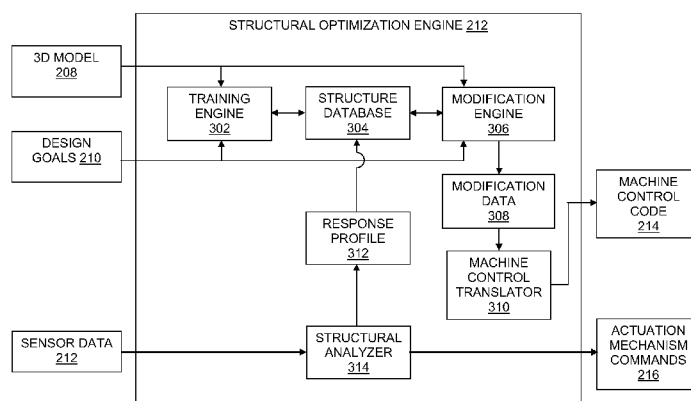 STRUCTURAL OPTIMIZATION ENGINE 212
3D MODEL
208
TRAINING
ENGINE
302
STRUCTURE
DATABASE
304
MODIFICATION
ENGINE
306
DESIGN
GOALS 210
MODIFICATION
DATA
308
MACHINE
CONTROL
CODE
214
RESPONSE
PROFILE
312
MACHINE
CONTROL
TRANSLATOR
310
SENSOR DATA
212
STRUCTURAL
ANALYZER
314
ACTUATION
MECHANISM
COMMANDS
216